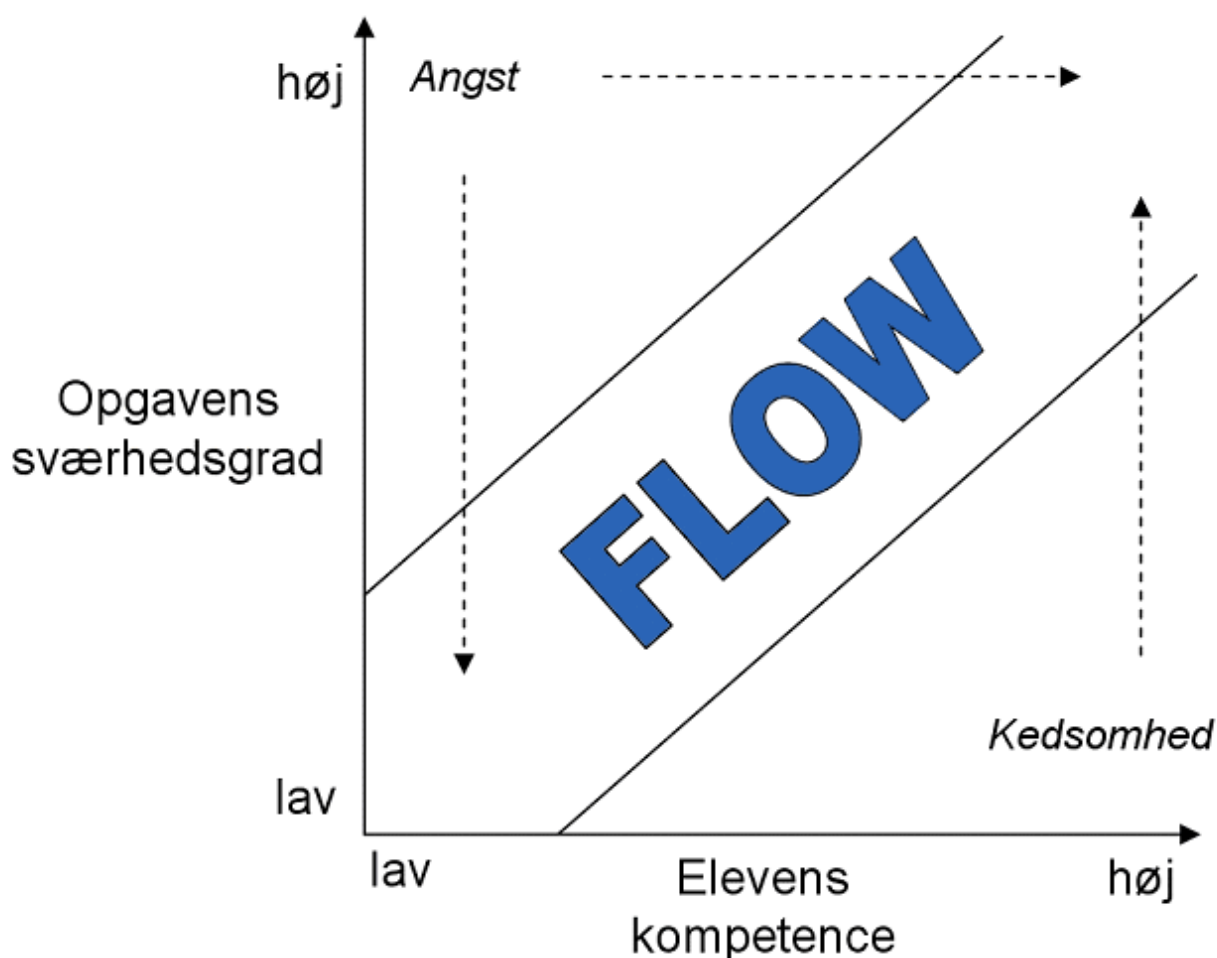 høj
Angst
Opgavens
sværhedsgrad
FLOW
Kedsomhed
lav
lav
Elevens
kompetence
høj